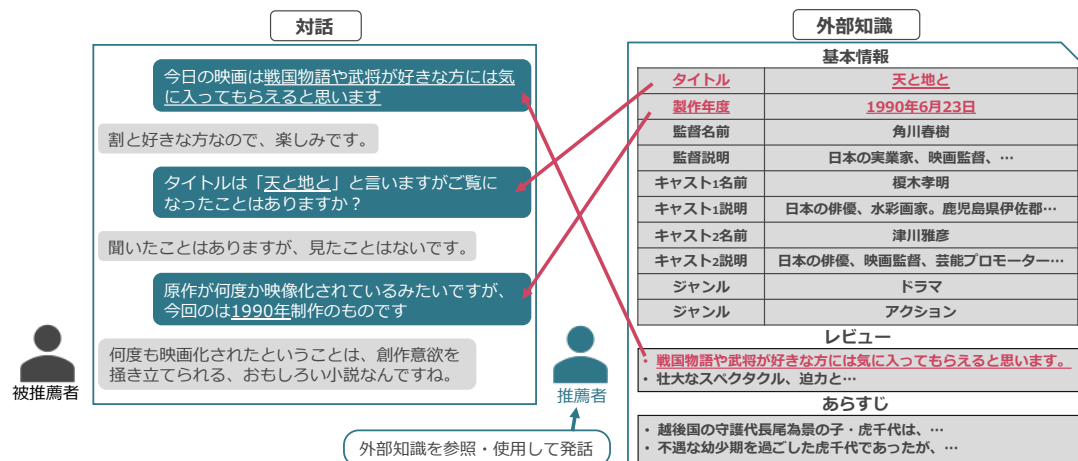 対話
今日の映画は戦国物語や武将が好きな方には気
に入ってもらえると思います
割と好きな方なので、楽しみです。
タイトルは「天と地と」と言いますがご覧に
なったことはありますか？
聞いたことはありますが、見たことはないです。
原作が何度か映像化されているみたいですが、
今回のは1990年制作のものです
何度も映画化されたということは、創作意欲を
掻き立てられる、おもしろい小説なんですね。
被推薦者
推薦者
外部知識を参照・使用して発話
外部知識
基本情報
タイトル 天と地と
製作年度 1990年6月23日
監督名前 角川春樹
監督説明 日本の実業家、映画監督、…
キャスト1名前 榎木孝明
キャスト1説明 日本の俳優、水彩画家。鹿児島県伊佐郡…
キャスト2名前 津川雅彦
キャスト2説明 日本の俳優、映画監督、芸能プロモーター…
ジャンル ドラマ
ジャンル アクション
レビュー
・ 戦国物語や武将が好きな方には気に入ってもらえると思います。
・ 壮大なスペクタクル、迫力と…
あらすじ
・ 越後国の守護代長尾為景の子・虎千代は、…
・ 不遇な幼少期を過ごした虎千代であったが、…